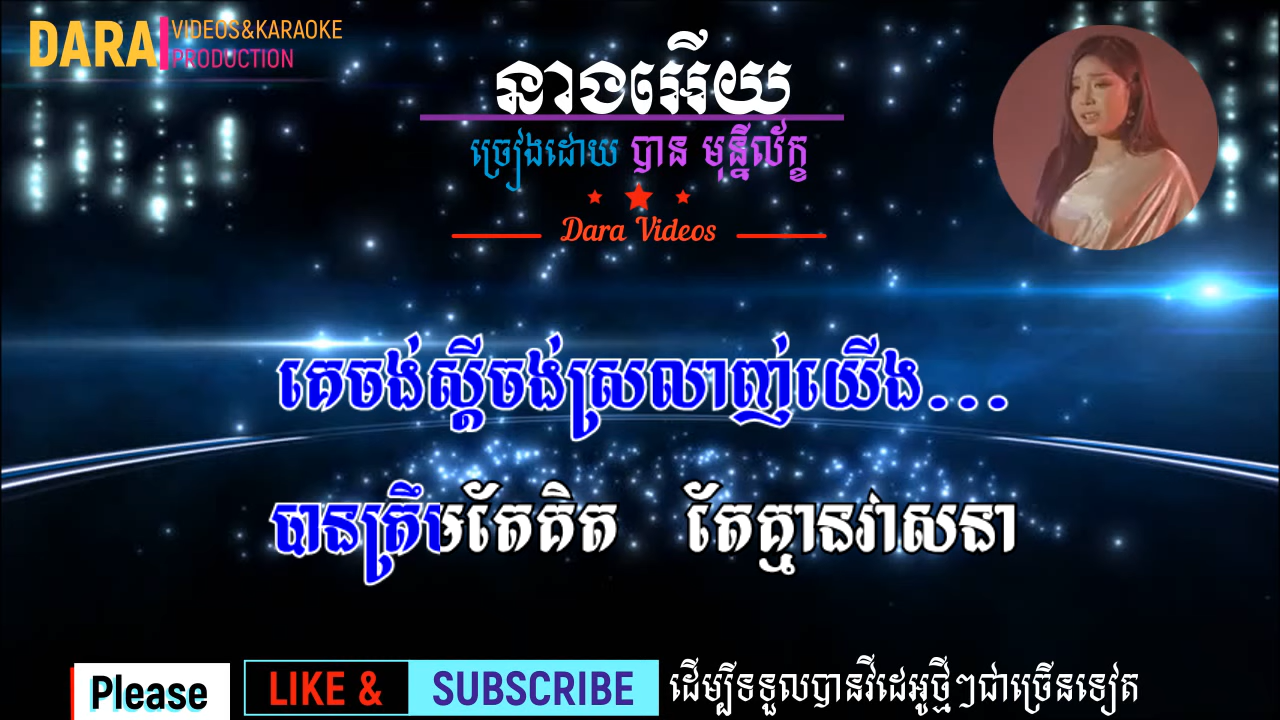 DARA VIDEOS&KARAOKE
PRODUCTION
នាងអើយ
ច្រៀងដោយ បាន មុន្នីល័ក្ខ
Dara Videos
គេចង់ស្ដីចង់ស្រលាញ់យើង...
បានត្រឹមតែគិត តែគ្មានវាសនា
Please LIKE & SUBSCRIBE ដើម្បីទទួលបានវីដេអូថ្មីៗជាច្រើនទៀត